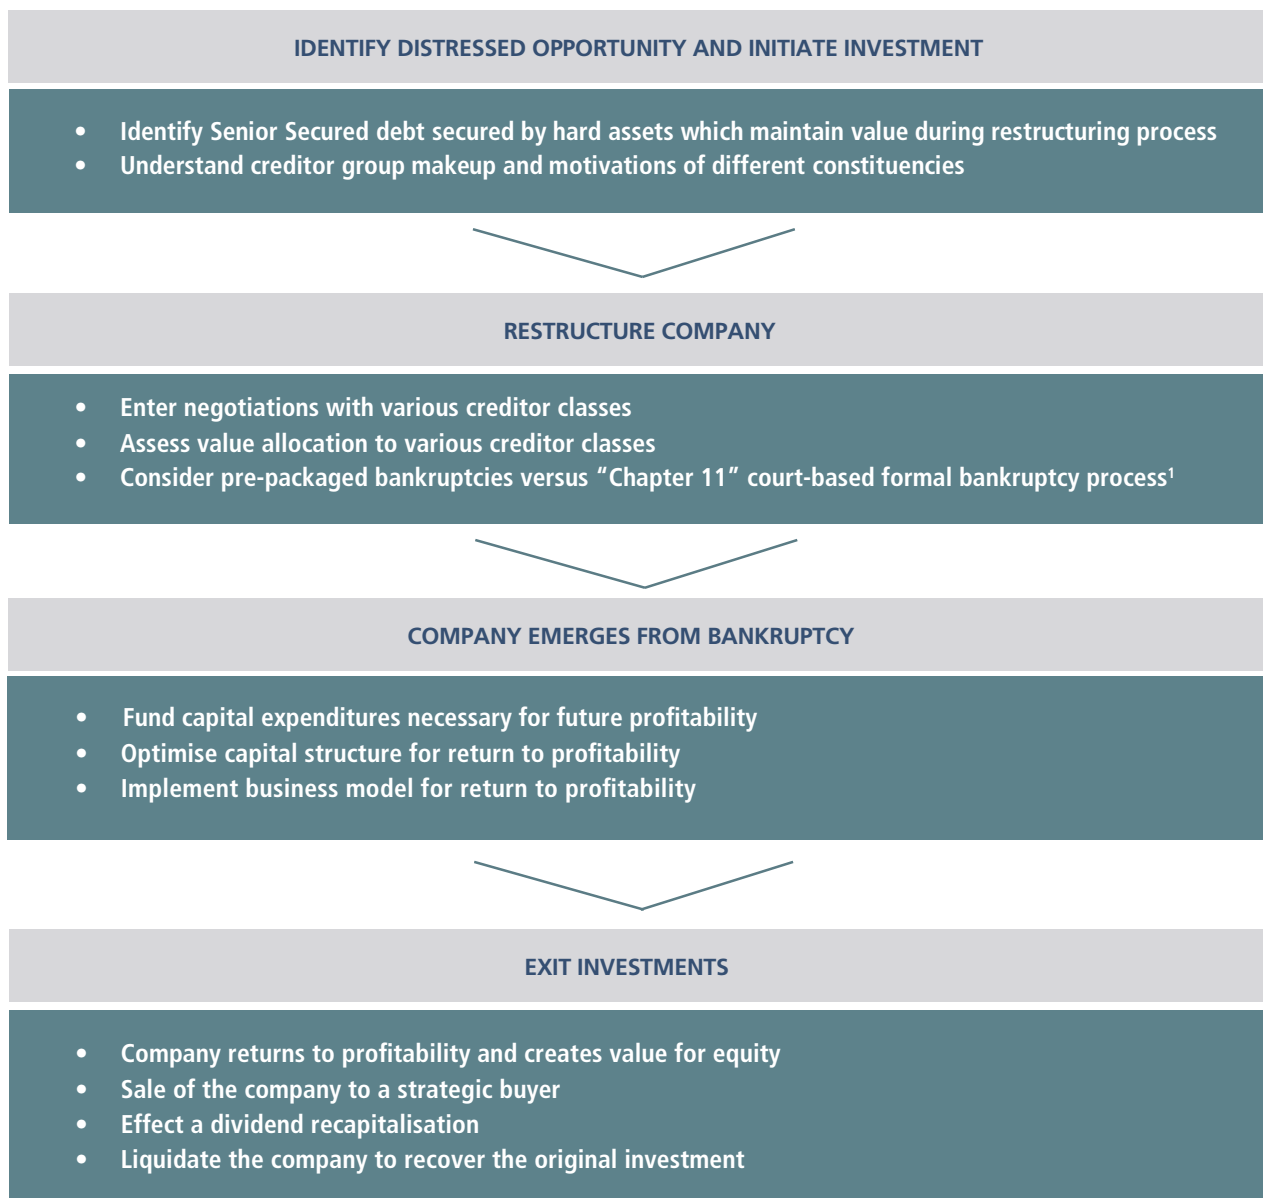 IDENTIFY DISTRESSED OPPORTUNITY AND INITIATE INVESTMENT
• Identify Senior Secured debt secured by hard assets which maintain value during restructuring process
• Understand creditor group makeup and motivations of different constituencies
RESTRUCTURE COMPANY
• Enter negotiations with various creditor classes
• Assess value allocation to various creditor classes
• Consider pre-packaged bankruptcies versus “Chapter 11” court-based formal bankruptcy process¹
COMPANY EMERGES FROM BANKRUPTCY
• Fund capital expenditures necessary for future profitability
• Optimise capital structure for return to profitability
• Implement business model for return to profitability
EXIT INVESTMENTS
• Company returns to profitability and creates value for equity
• Sale of the company to a strategic buyer
• Effect a dividend recapitalisation
• Liquidate the company to recover the original investment